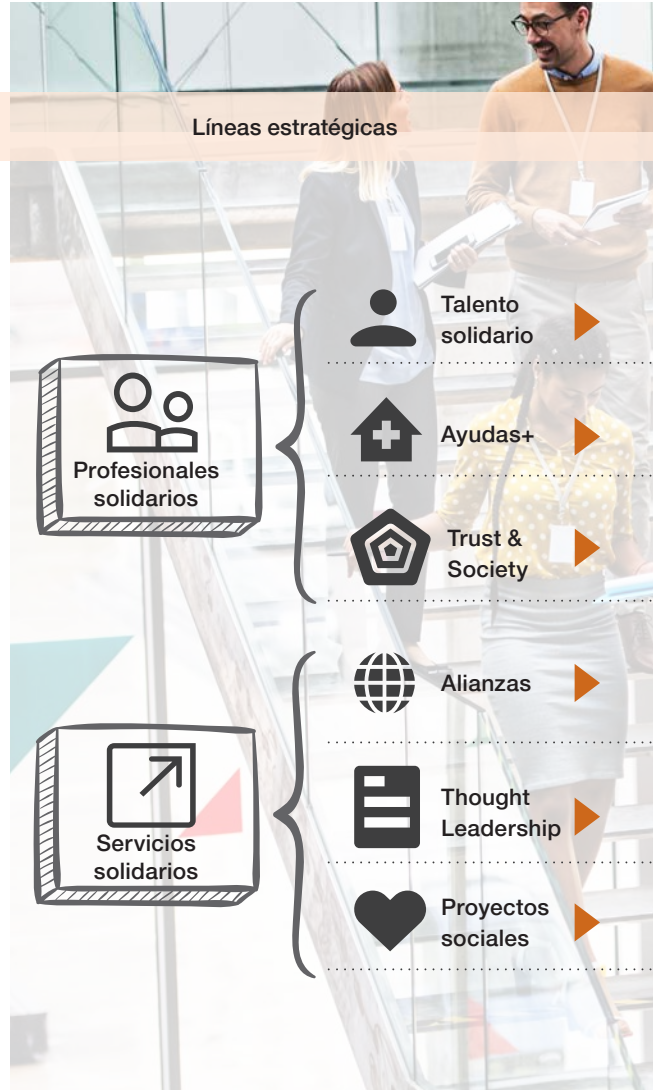 Líneas estratégicas
Profesionales
solidarios
Talento
solidario
Ayudas+
Trust &
Society
Servicios
solidarios
Alianzas
Thought
Leadership
Proyectos
sociales